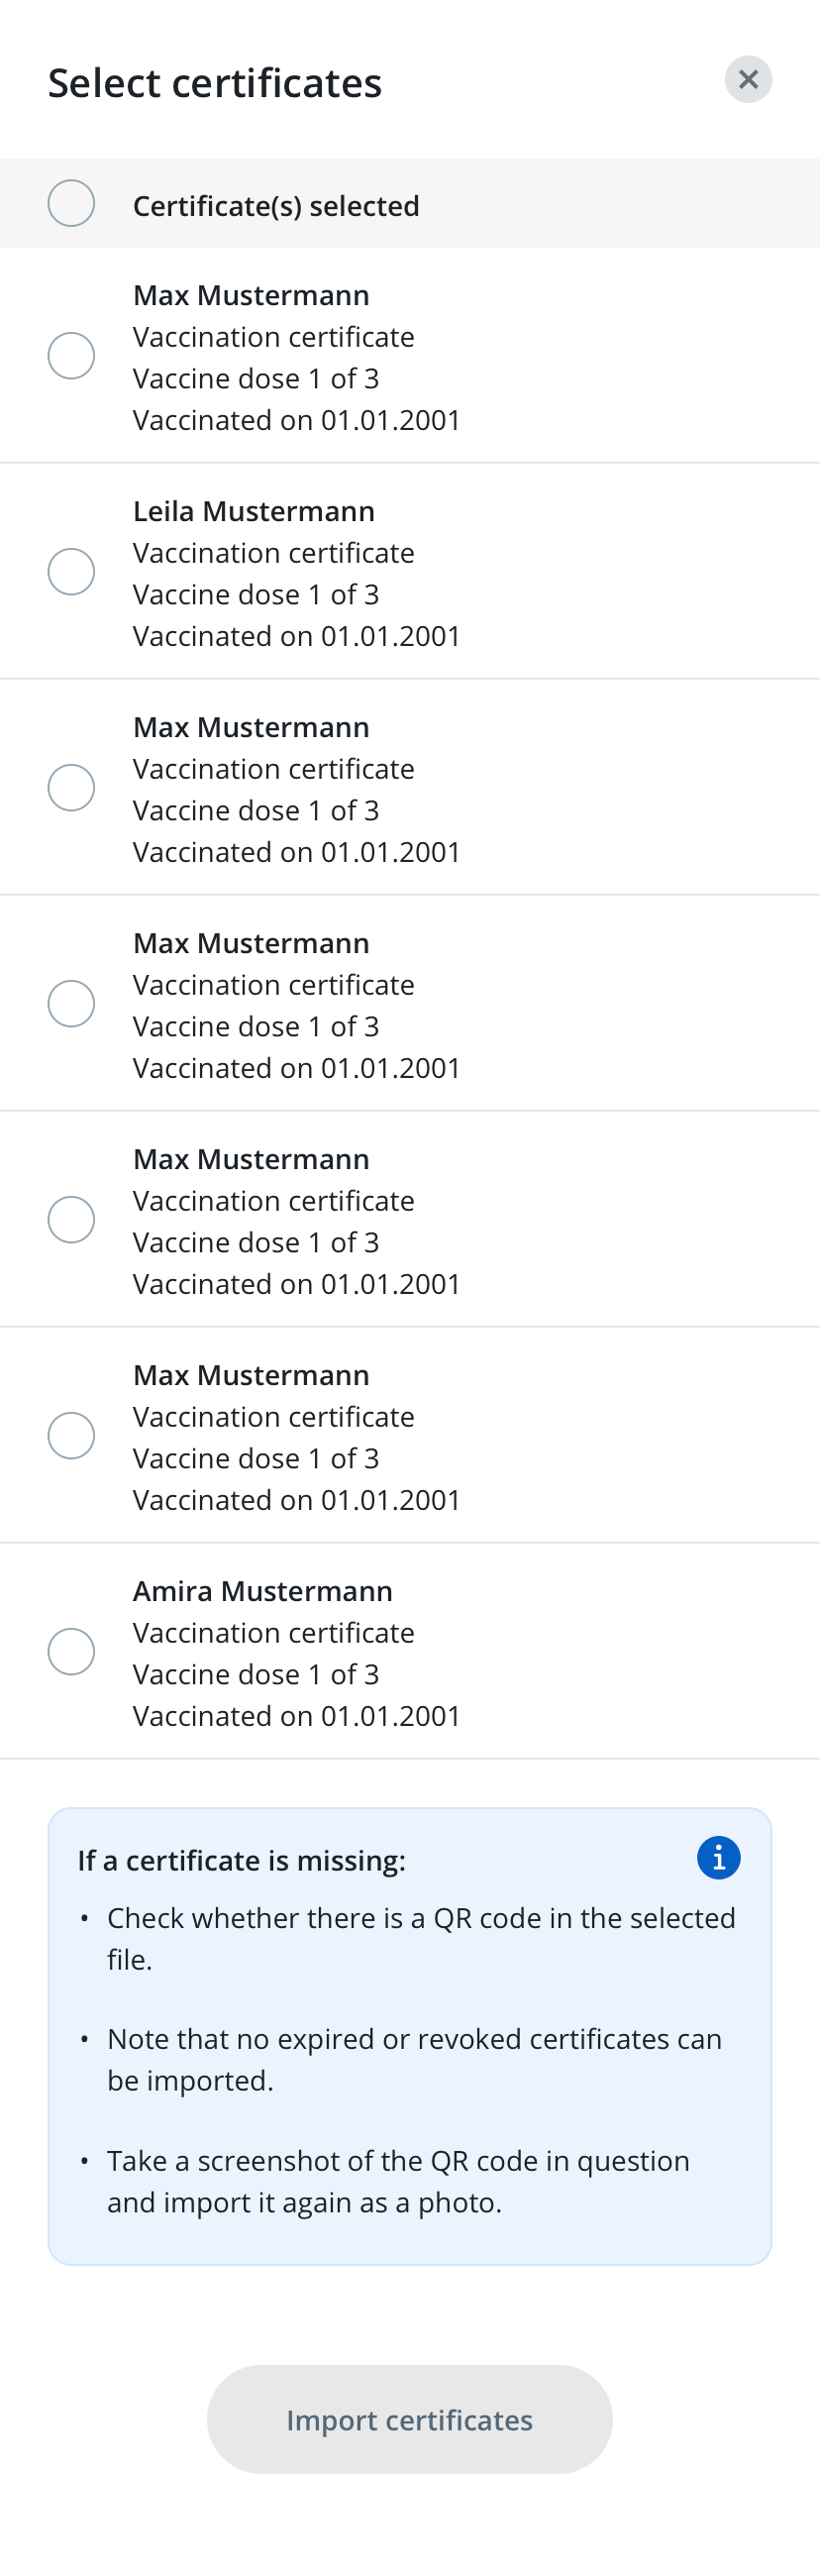 Select certificates
Certificate(s) selected
Max Mustermann
Vaccination certificate
Vaccine dose 1 of 3
Vaccinated on 01.01.2001
Leila Mustermann
Vaccination certificate
Vaccine dose 1 of 3
Vaccinated on 01.01.2001
Max Mustermann
Vaccination certificate
Vaccine dose 1 of 3
Vaccinated on 01.01.2001
Max Mustermann
Vaccination certificate
Vaccine dose 1 of 3
Vaccinated on 01.01.2001
Max Mustermann
Vaccination certificate
Vaccine dose 1 of 3
Vaccinated on 01.01.2001
Max Mustermann
Vaccination certificate
Vaccine dose 1 of 3
Vaccinated on 01.01.2001
Amira Mustermann
Vaccination certificate
Vaccine dose 1 of 3
Vaccinated on 01.01.2001
If a certificate is missing:
• Check whether there is a QR code in the selected
file.
• Note that no expired or revoked certificates can
be imported.
• Take a screenshot of the QR code in question
and import it again as a photo.
Import certificates